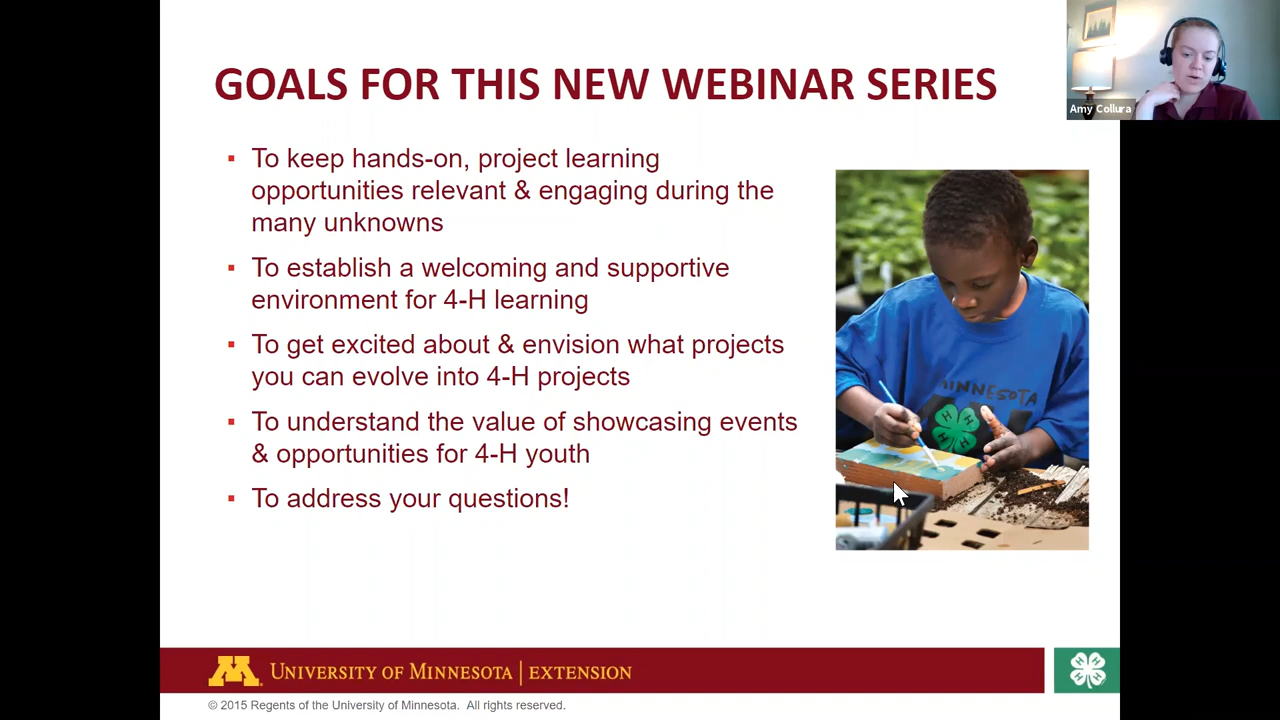 GOALS FOR THIS NEW WEBINAR SERIES
Amy Collura
▪ To keep hands-on, project learning
opportunities relevant & engaging during the
many unknowns
▪ To establish a welcoming and supportive
environment for 4-H learning
▪ To get excited about & envision what projects
you can evolve into 4-H projects
▪ To understand the value of showcasing events
& opportunities for 4-H youth
▪ To address your questions!
MINNESOTA
H H
H H
M UNIVERSITY OF MINNESOTA | EXTENSION
H H
H H
© 2015 Regents of the University of Minnesota. All rights reserved.